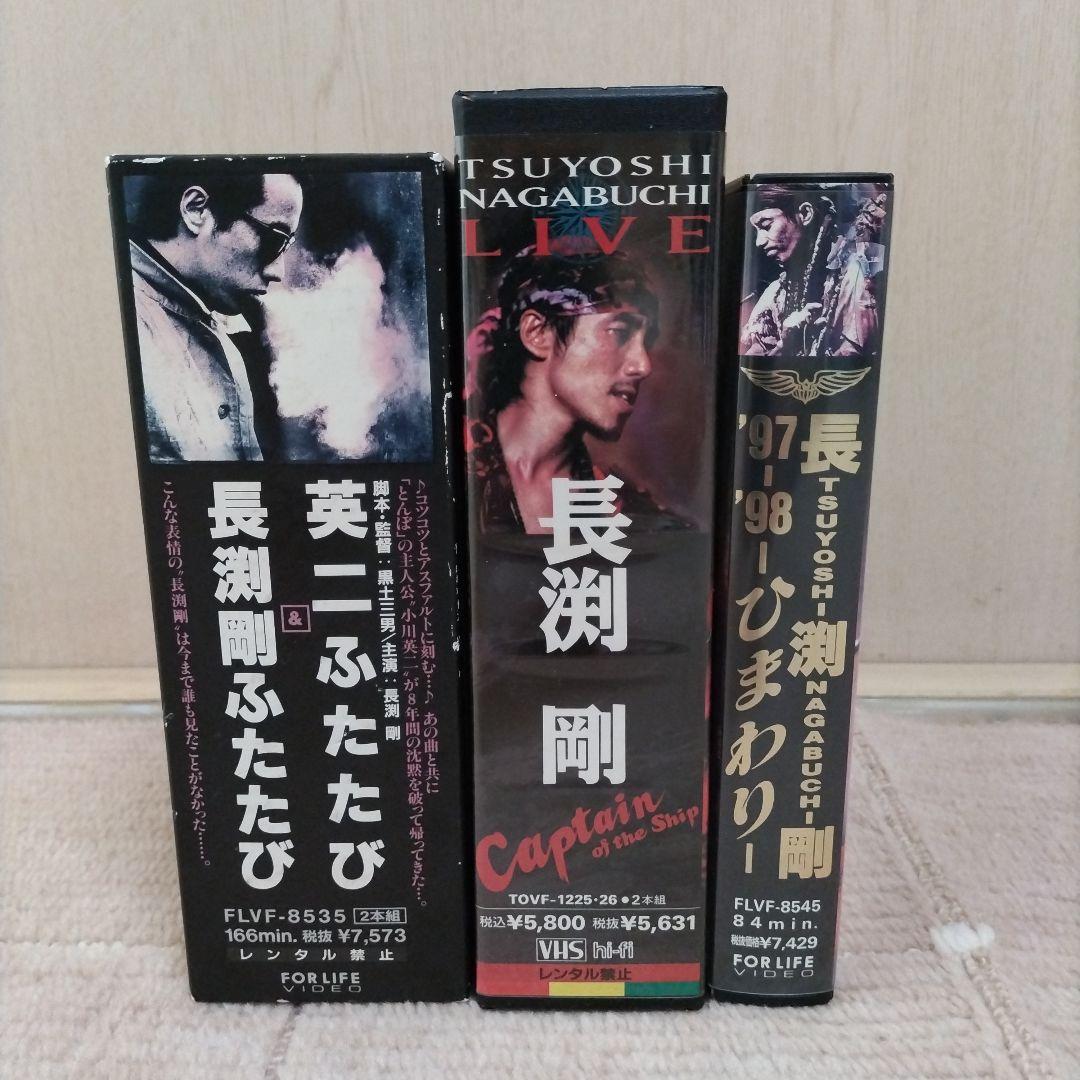 ♪コツコツとアスファルトに刻む…♪ あの曲と共に
「とんぼ」の主人公〝小川英二〟が8年間の沈黙を破って帰ってきた…。
脚本・監督：黒土三男／主演：長渕 剛
英二ふたたび
&
長渕剛ふたたび
こんな表情の〝長渕剛〟は今まで誰も見たことがなかった……。
FLVF-8535 2本組
166min. 税抜 ¥7,573
レンタル禁止
FOR LIFE
VIDEO
TSUYOSHI
NAGABUCHI
LIVE
長渕 剛
Captain
of the Ship
TOVF-1225・26●2本組
税込¥5,800 税抜¥5,631
VHS hi-fi
レンタル禁止
長渕剛
TSUYOSHI NAGABUCHI
'97-'98-ひまわり-
FLVF-8545
84min.
税抜価格¥7,429
FOR LIFE
VIDEO